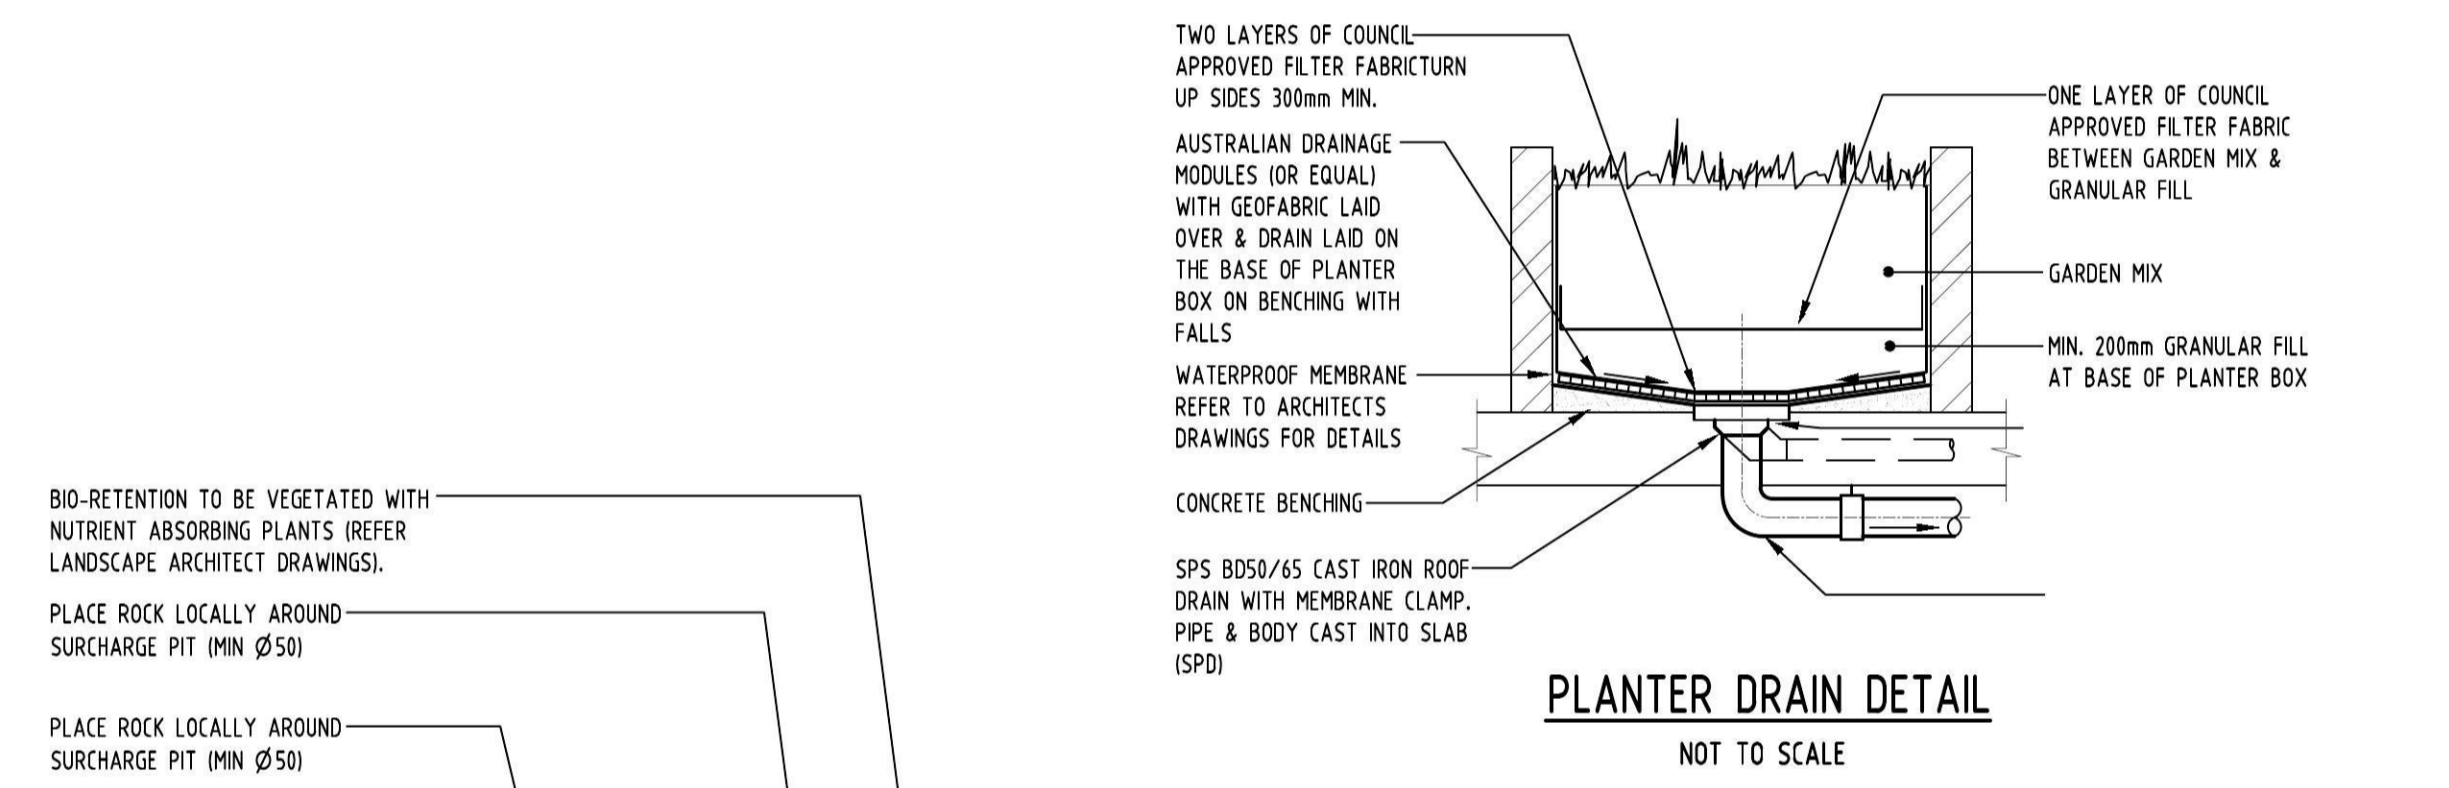 TWO LAYERS OF COUNCIL
APPROVED FILTER FABRICTURN
UP SIDES 300mm MIN.
AUSTRALIAN DRAINAGE
MODULES (OR EQUAL)
WITH GEOFABRIC LAID
OVER & DRAIN LAID ON
THE BASE OF PLANTER
BOX ON BENCHING WITH
FALLS
WATERPROOF MEMBRANE
REFER TO ARCHITECTS
DRAWINGS FOR DETAILS
CONCRETE BENCHING
SPS BD50/65 CAST IRON ROOF
DRAIN WITH MEMBRANE CLAMP.
PIPE & BODY CAST INTO SLAB
(SPD)
ONE LAYER OF COUNCIL
APPROVED FILTER FABRIC
BETWEEN GARDEN MIX &
GRANULAR FILL
GARDEN MIX
MIN. 200mm GRANULAR FILL
AT BASE OF PLANTER BOX
PLANTER DRAIN DETAIL
NOT TO SCALE
BIO-RETENTION TO BE VEGETATED WITH
NUTRIENT ABSORBING PLANTS (REFER
LANDSCAPE ARCHITECT DRAWINGS).
PLACE ROCK LOCALLY AROUND
SURCHARGE PIT (MIN Ø50)
PLACE ROCK LOCALLY AROUND
SURCHARGE PIT (MIN Ø50)